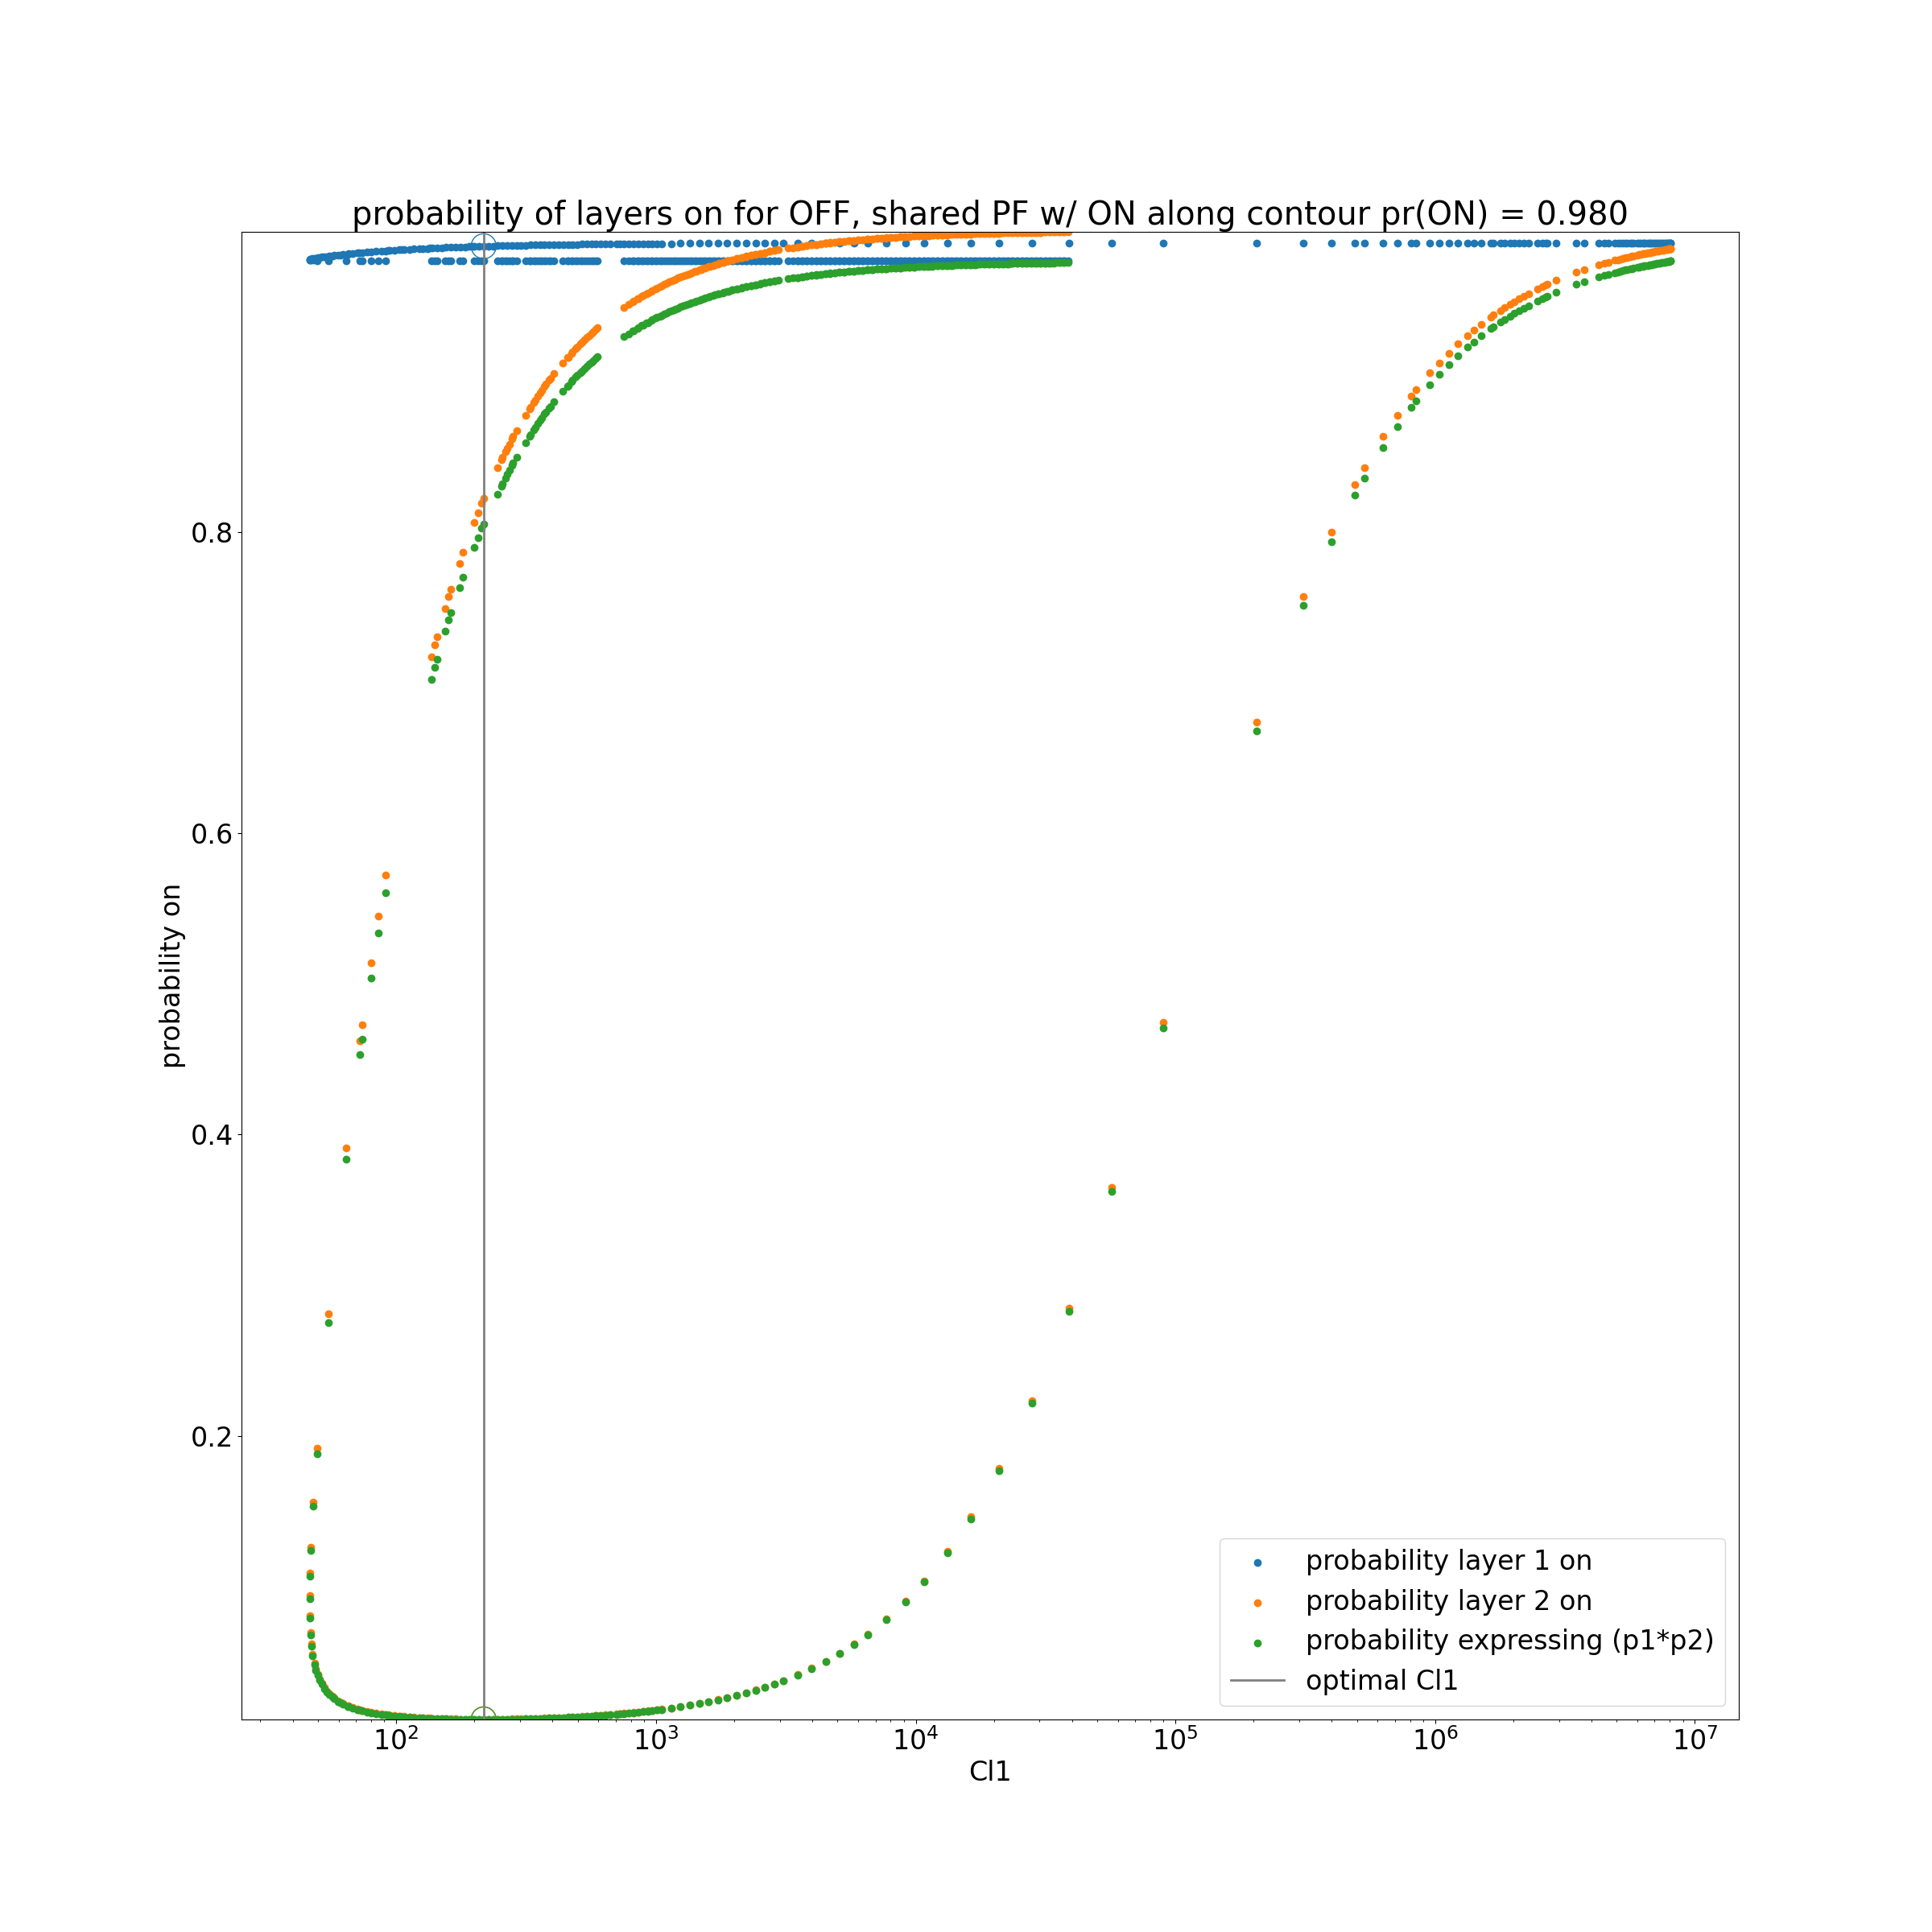 probability of layers on for OFF, shared PF w/ ON along contour pr(ON) = 0.980
probability on
0.8
0.6
0.4
0.2
10²
10³
10⁴
10⁵
10⁶
10⁷
Cl1
probability layer 1 on
probability layer 2 on
probability expressing (p1*p2)
optimal Cl1